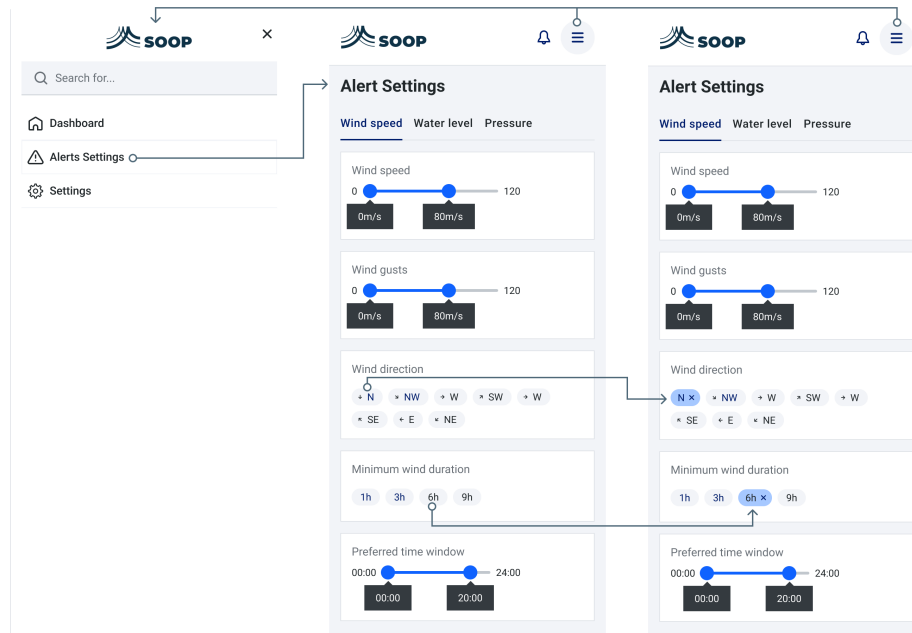 SOOP
Search for...
Dashboard
Alerts Settings
Settings
SOOP
Alert Settings
Wind speed Water level Pressure
Wind speed
0 120
0m/s 80m/s
Wind gusts
0 120
0m/s 80m/s
Wind direction
N NW W SW W
SE E NE
Minimum wind duration
1h 3h 6h 9h
Preferred time window
00:00 24:00
00:00 20:00
SOOP
Alert Settings
Wind speed Water level Pressure
Wind speed
0 120
0m/s 80m/s
Wind gusts
0 120
0m/s 80m/s
Wind direction
N × NW W SW W
SE E NE
Minimum wind duration
1h 3h 6h × 9h
Preferred time window
00:00 24:00
00:00 20:00